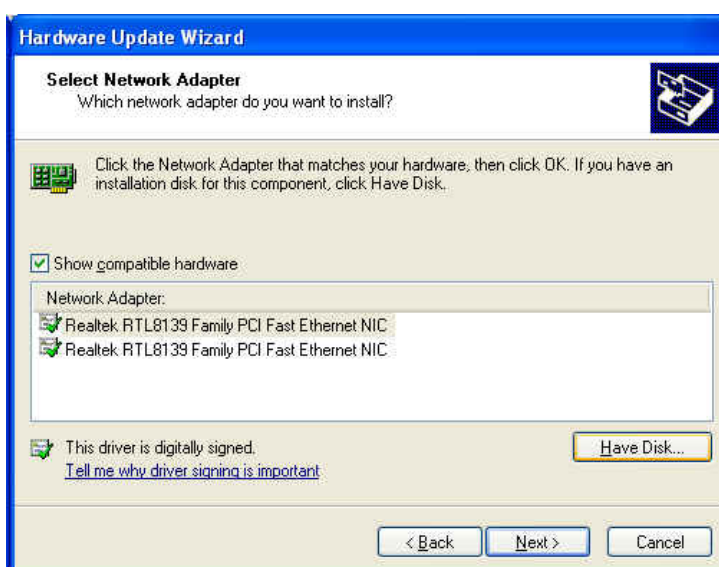 Hardware Update Wizard
Select Network Adapter
Which network adapter do you want to install?
Click the Network Adapter that matches your hardware, then click OK. If you have an
installation disk for this component, click Have Disk.
Show compatible hardware
Network Adapter:
Realtek RTL8139 Family PCI Fast Ethernet NIC
Realtek RTL8139 Family PCI Fast Ethernet NIC
This driver is digitally signed.
Have Disk...
Tell me why driver signing is important
< Back
Next >
Cancel